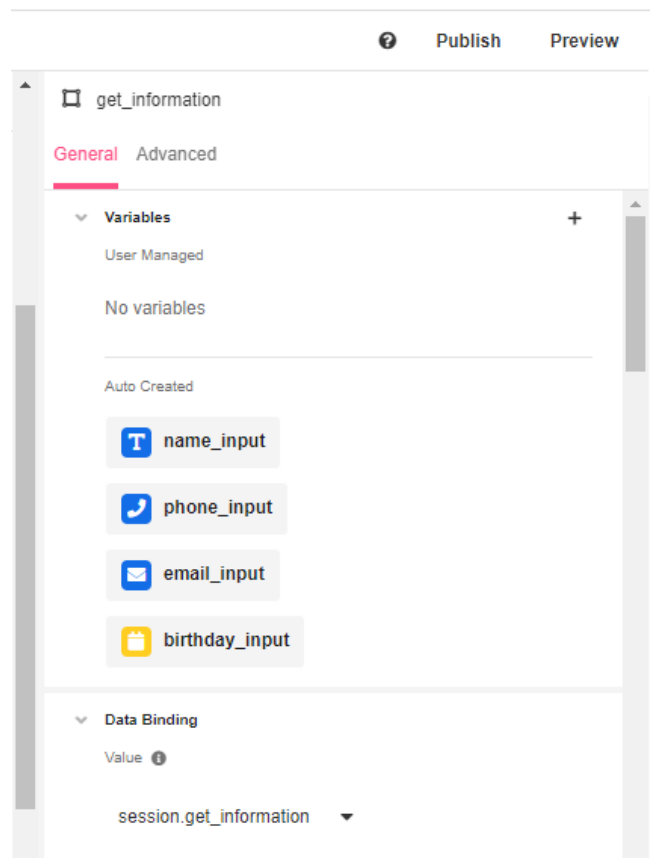 Publish Preview
get_information
General Advanced
Variables
User Managed
No variables
Auto Created
name_input
phone_input
email_input
birthday_input
Data Binding
Value
session.get_information